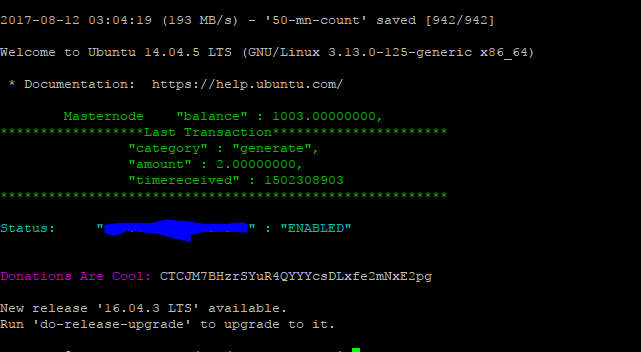 2017-08-12 03:04:19 (193 MB/s) - '50-mn-count' saved [942/942]
Welcome to Ubuntu 14.04.5 LTS (GNU/Linux 3.13.0-125-generic x86_64)
* Documentation: https://help.ubuntu.com/
Masternode "balance" : 1003.00000000,
******************Last Transaction**********************
"category" : "generate",
"amount" : 2.00000000,
"timereceived" : 1502308903
********************************************************
Status: "" : "ENABLED"
Donations Are Cool: CTCJM7BHzrSYuR4QYYYcsDLxfe2mNxE2pg
New release '16.04.3 LTS' available.
Run 'do-release-upgrade' to upgrade to it.